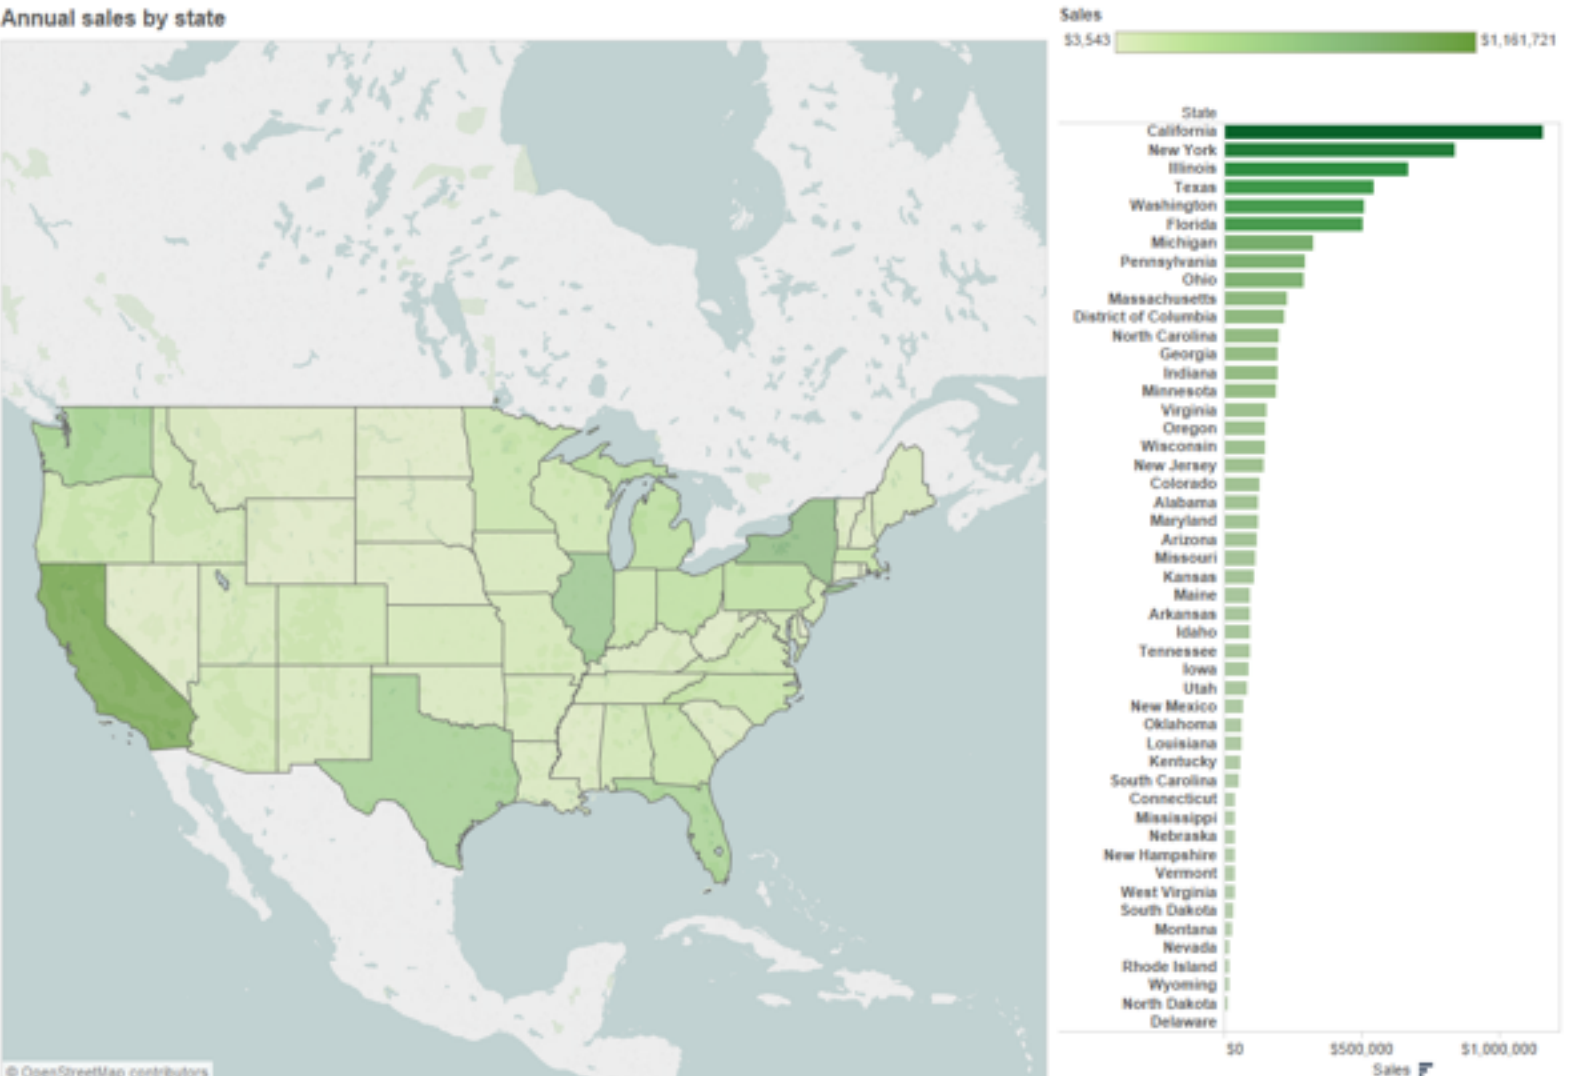 Annual sales by state
Sales
$3,543
$1,161,721
State
California
New York
Illinois
Texas
Washington
Florida
Michigan
Pennsylvania
Ohio
Massachusetts
District of Columbia
North Carolina
Georgia
Indiana
Minnesota
Virginia
Oregon
Wisconsin
New Jersey
Colorado
Alabama
Maryland
Arizona
Missouri
Kansas
Maine
Arkansas
Idaho
Tennessee
Iowa
Utah
New Mexico
Oklahoma
Louisiana
Kentucky
South Carolina
Connecticut
Mississippi
Nebraska
New Hampshire
Vermont
West Virginia
South Dakota
Montana
Nevada
Rhode Island
Wyoming
North Dakota
Delaware
$0 $500,000 $1,000,000
Sales
© OpenStreetMap contributors